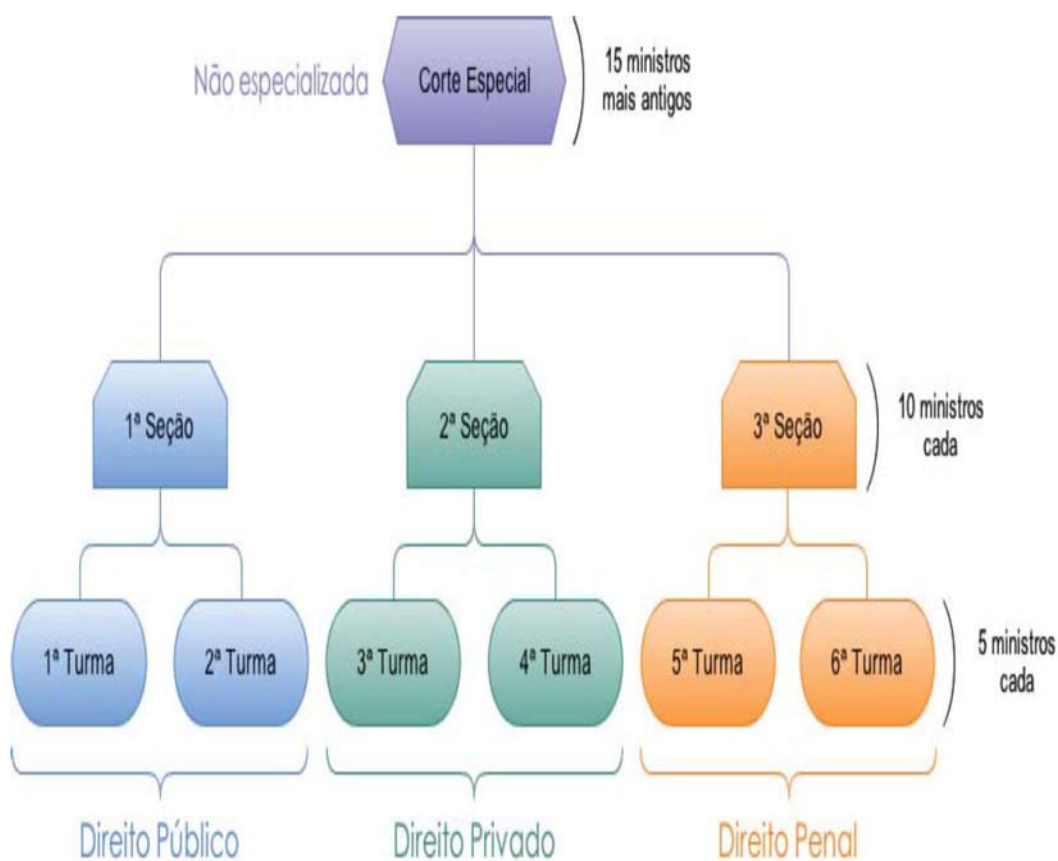 Não especializada
Corte Especial
15 ministros
mais antigos
1ª Seção
2ª Seção
3ª Seção
10 ministros
cada
1ª Turma
2ª Turma
3ª Turma
4ª Turma
5ª Turma
6ª Turma
5 ministros
cada
Direito Público
Direito Privado
Direito Penal